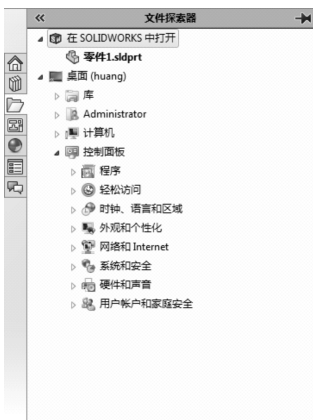 文件探索器
在 SOLIDWORKS 中打开
零件1.sldprt
桌面 (huang)
库
Administrator
计算机
控制面板
程序
轻松访问
时钟、语言和区域
外观和个性化
网络和 Internet
系统和安全
硬件和声音
用户帐户和家庭安全